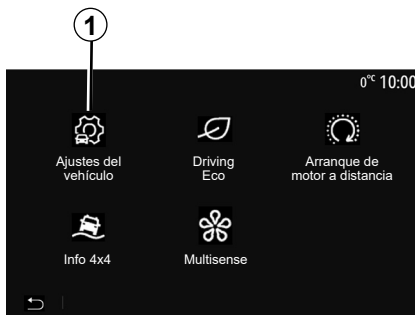 1
0°C 10:00
Ajustes del
vehículo
Driving
Eco
Arranque de
motor a distancia
Info 4x4
Multisense